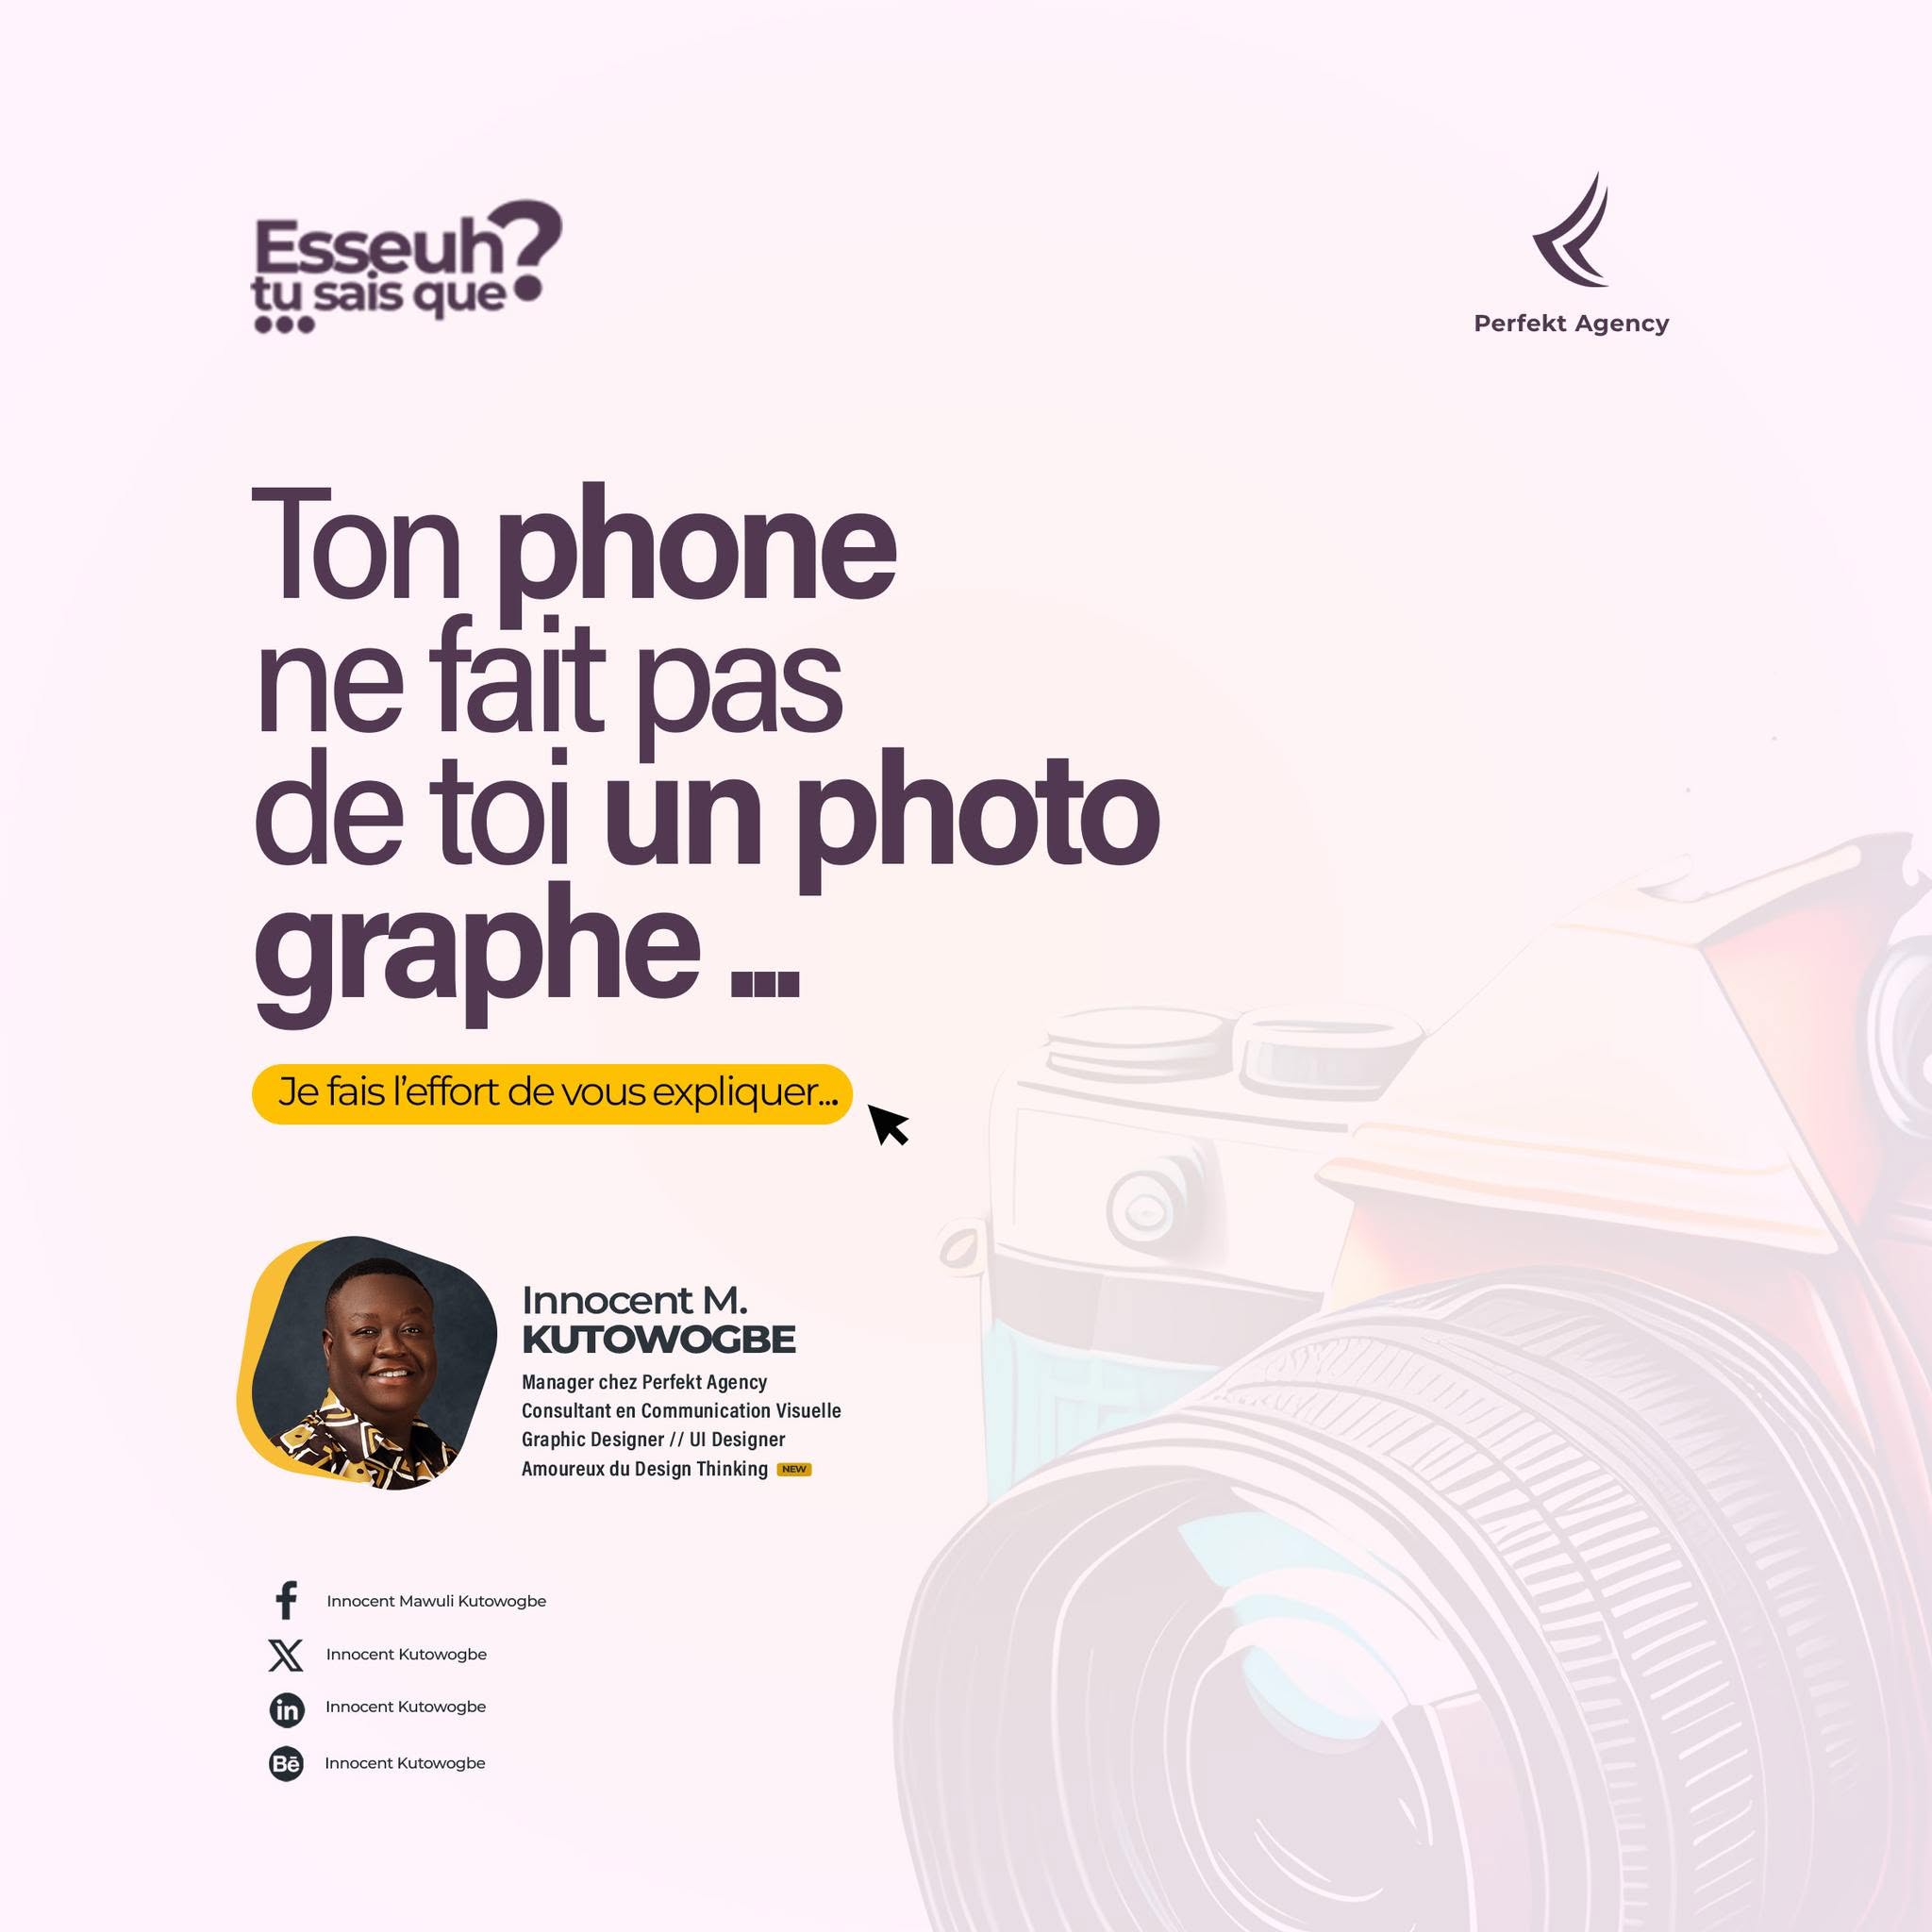 Esseuh?
tu sais que
...
Perfekt Agency
Ton phone
ne fait pas
de toi un photo
graphe ...
Je fais l'effort de vous expliquer...
Innocent M.
KUTOWOGBE
Manager chez Perfekt Agency
Consultant en Communication Visuelle
Graphic Designer // UI Designer
Amoureux du Design Thinking NEW
f Innocent Mawuli Kutowogbe
X Innocent Kutowogbe
in Innocent Kutowogbe
Bē Innocent Kutowogbe